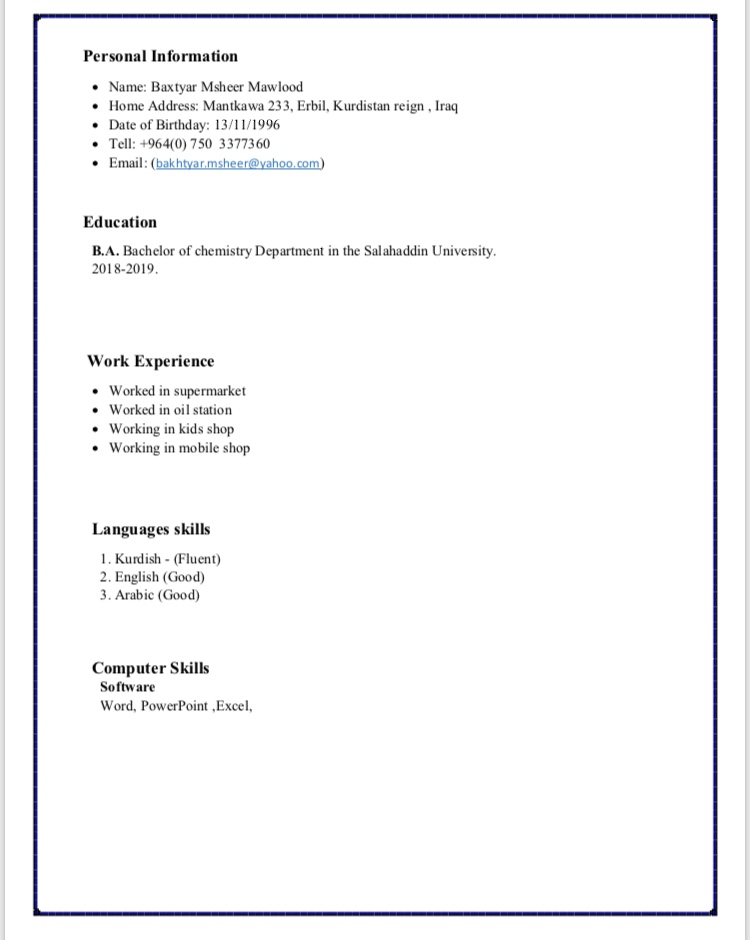 Personal Information
• Name: Baxtyar Msheer Mawlood
• Home Address: Mantkawa 233, Erbil, Kurdistan reign , Iraq
• Date of Birthday: 13/11/1996
• Tell: +964(0) 750 3377360
• Email: (bakhtyar.msheer@yahoo.com)
Education
B.A. Bachelor of chemistry Department in the Salahaddin University.
2018-2019.
Work Experience
• Worked in supermarket
• Worked in oil station
• Working in kids shop
• Working in mobile shop
Languages skills
1. Kurdish - (Fluent)
2. English (Good)
3. Arabic (Good)
Computer Skills
Software
Word, PowerPoint ,Excel,